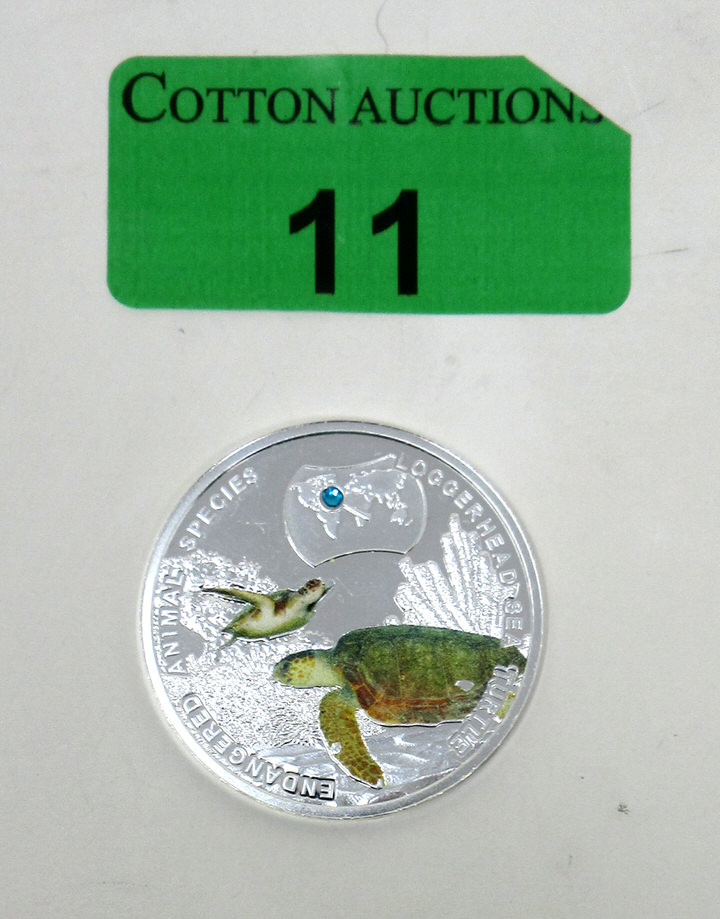 COTTON AUCTIONS
11
ENDANGERED ANIMAL SPECIES
LOGGERHEAD SEA TURTLE